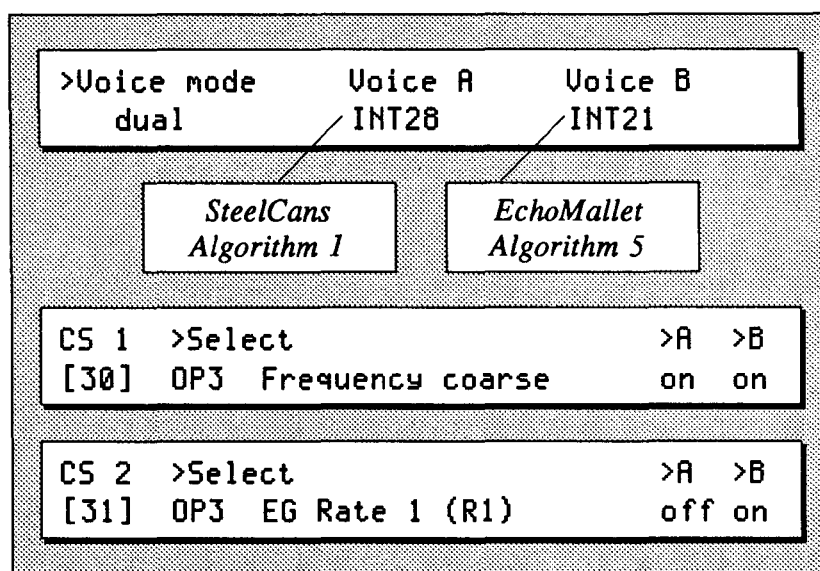 >Voice mode Voice A Voice B
dual INT28 INT21
SteelCans
Algorithm 1
EchoMallet
Algorithm 5
CS 1 >Select >A >B
[30] OP3 Frequency coarse on on
CS 2 >Select >A >B
[31] OP3 EG Rate 1 (R1) off on